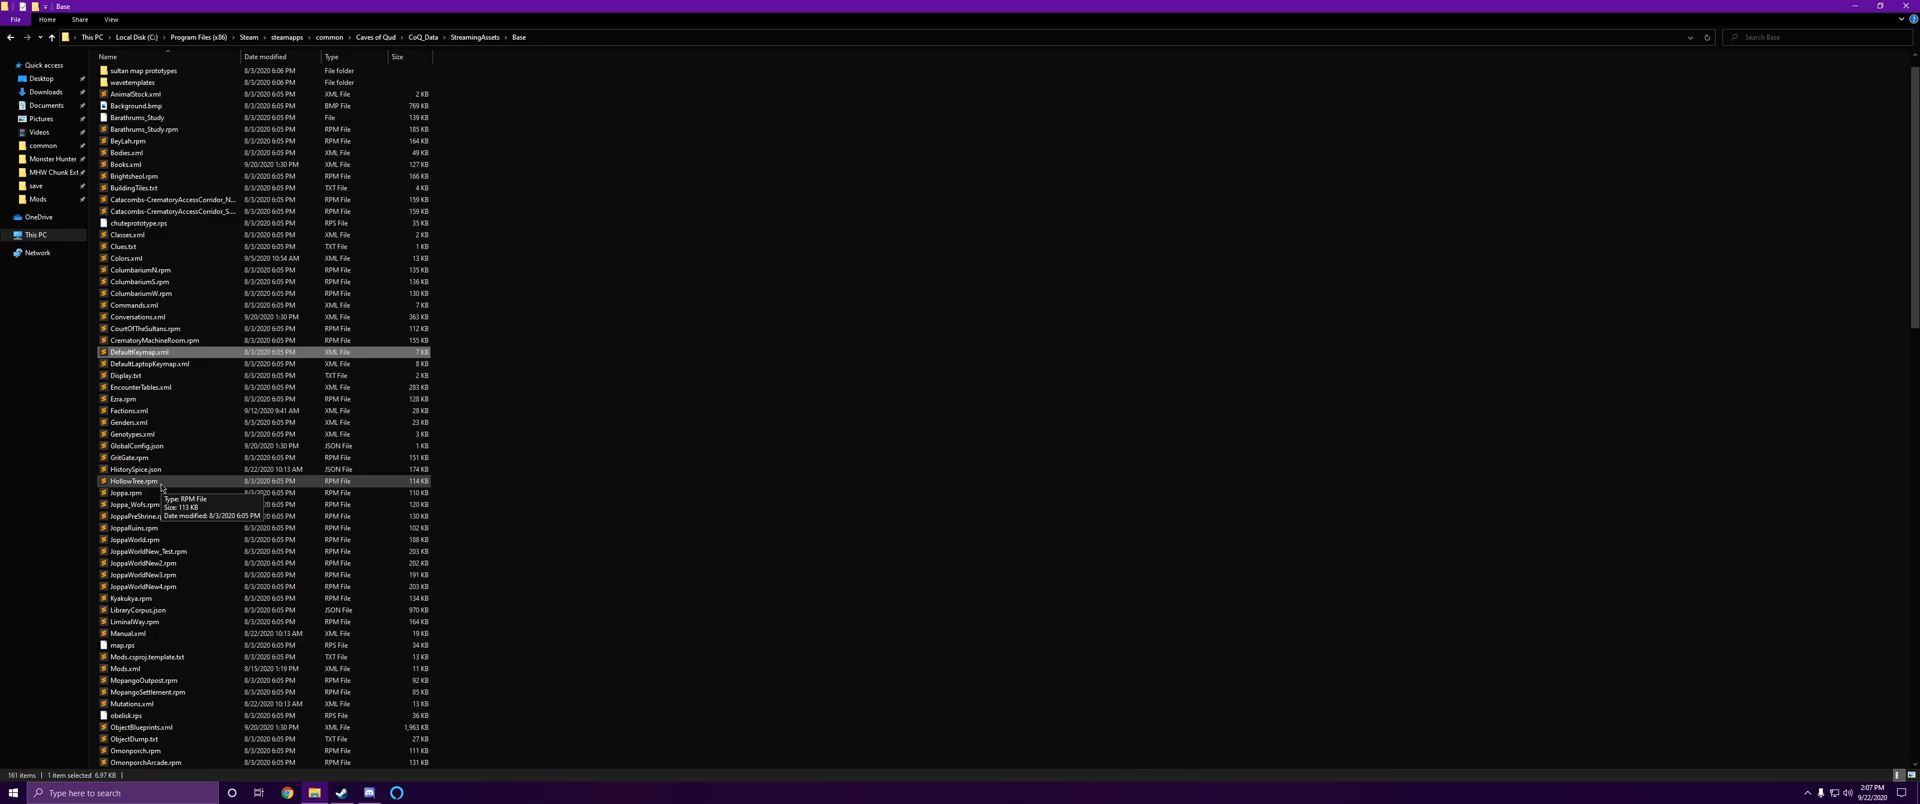 Base
File Home Share View
This PC > Local Disk (C:) > Program Files (x86) > Steam > steamapps > common > Caves of Qud > CoQ_Data > StreamingAssets > Base Search Base
Name Date modified Type Size
Quick access
Desktop
Downloads
Documents
Pictures
Videos
common
Monster Hunter
MHW Chunk Ext
save
Mods
OneDrive
This PC
Network
sultan map prototypes 8/3/2020 6:06 PM File folder
wavetemplates 8/3/2020 6:06 PM File folder
AnimalStock.xml 8/3/2020 6:05 PM XML File 2 KB
Background.bmp 8/3/2020 6:05 PM BMP File 769 KB
Barathrums_Study 8/3/2020 6:05 PM File 139 KB
Barathrums_Study.rpm 8/3/2020 6:05 PM RPM File 185 KB
BeyLah.rpm 8/3/2020 6:05 PM RPM File 164 KB
Bodies.xml 8/3/2020 6:05 PM XML File 49 KB
Books.xml 9/20/2020 1:30 PM XML File 127 KB
Brightsheol.rpm 8/3/2020 6:05 PM RPM File 166 KB
BuildingTiles.txt 8/3/2020 6:05 PM TXT File 4 KB
Catacombs-CrematoryAccessCorridor_N... 8/3/2020 6:05 PM RPM File 159 KB
Catacombs-CrematoryAccessCorridor_S... 8/3/2020 6:05 PM RPM File 159 KB
chuteprototype.rps 8/3/2020 6:05 PM RPS File 35 KB
Classes.xml 8/3/2020 6:05 PM XML File 2 KB
Clues.txt 8/3/2020 6:05 PM TXT File 1 KB
Colors.xml 9/5/2020 10:54 AM XML File 13 KB
ColumbariumN.rpm 8/3/2020 6:05 PM RPM File 135 KB
ColumbariumS.rpm 8/3/2020 6:05 PM RPM File 136 KB
ColumbariumW.rpm 8/3/2020 6:05 PM RPM File 130 KB
Commands.xml 8/3/2020 6:05 PM XML File 7 KB
Conversations.xml 9/20/2020 1:30 PM XML File 363 KB
CourtOfTheSultans.rpm 8/3/2020 6:05 PM RPM File 112 KB
CrematoryMachineRoom.rpm 8/3/2020 6:05 PM RPM File 155 KB
DefaultKeymap.xml 8/3/2020 6:05 PM XML File 7 KB
DefaultLaptopKeymap.xml 8/3/2020 6:05 PM XML File 8 KB
Display.txt 8/3/2020 6:05 PM TXT File 2 KB
EncounterTables.xml 8/3/2020 6:05 PM XML File 283 KB
Ezra.rpm 8/3/2020 6:05 PM RPM File 128 KB
Factions.xml 9/12/2020 9:41 AM XML File 28 KB
Genders.xml 8/3/2020 6:05 PM XML File 23 KB
Genotypes.xml 8/3/2020 6:05 PM XML File 3 KB
GlobalConfig.json 9/20/2020 1:30 PM JSON File 1 KB
GritGate.rpm 8/3/2020 6:05 PM RPM File 151 KB
HistorySpice.json 8/22/2020 10:13 AM JSON File 174 KB
HollowTree.rpm 8/3/2020 6:05 PM RPM File 114 KB
Joppa.rpm 8/3/2020 6:05 PM RPM File 110 KB
Type: RPM File
Joppa_Wofs.rpm RPM File 120 KB
Size: 113 KB
JoppaPreShrine.r RPM File 130 KB
Date modified: 8/3/2020 6:05 PM
JoppaRuins.rpm 8/3/2020 6:05 PM RPM File 102 KB
JoppaWorld.rpm 8/3/2020 6:05 PM RPM File 188 KB
JoppaWorldNew_Test.rpm 8/3/2020 6:05 PM RPM File 203 KB
JoppaWorldNew2.rpm 8/3/2020 6:05 PM RPM File 202 KB
JoppaWorldNew3.rpm 8/3/2020 6:05 PM RPM File 191 KB
JoppaWorldNew4.rpm 8/3/2020 6:05 PM RPM File 203 KB
Kyakukya.rpm 8/3/2020 6:05 PM RPM File 134 KB
LibraryCorpus.json 8/3/2020 6:05 PM JSON File 970 KB
LiminalWay.rpm 8/3/2020 6:05 PM RPM File 164 KB
Manual.xml 8/22/2020 10:13 AM XML File 19 KB
map.rps 8/3/2020 6:05 PM RPS File 34 KB
Mods.csproj.template.txt 8/3/2020 6:05 PM TXT File 13 KB
Mods.xml 8/15/2020 1:19 PM XML File 11 KB
MopangoOutpost.rpm 8/3/2020 6:05 PM RPM File 92 KB
MopangoSettlement.rpm 8/3/2020 6:05 PM RPM File 85 KB
Mutations.xml 8/22/2020 10:13 AM XML File 13 KB
obelisk.rps 8/3/2020 6:05 PM RPS File 36 KB
ObjectBlueprints.xml 9/20/2020 1:30 PM XML File 1,963 KB
ObjectDump.txt 8/3/2020 6:05 PM TXT File 27 KB
Omonporch.rpm 8/3/2020 6:05 PM RPM File 111 KB
OmonporchArcade.rpm 8/3/2020 6:05 PM RPM File 131 KB
161 items 1 item selected 6.97 KB
Type here to search
2:07 PM
9/22/2020